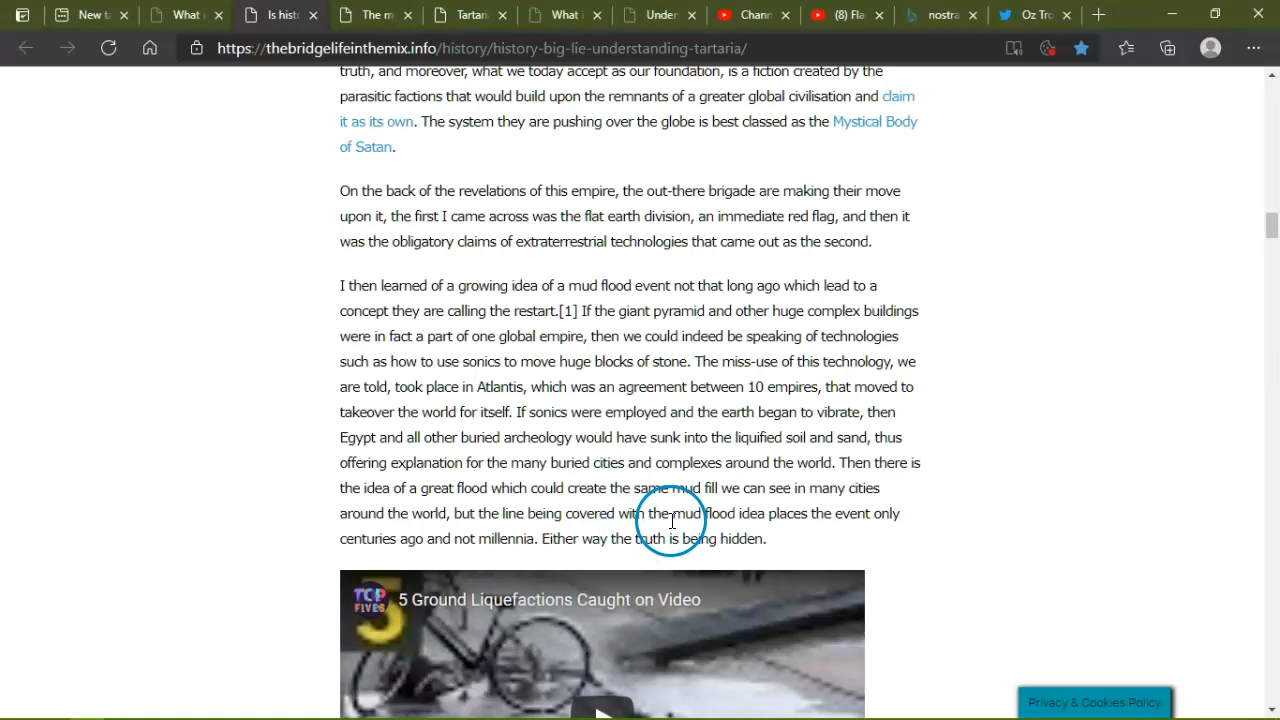 What i
New ta
What i
Is histo
The m
Tartari
What i
Unders
Chann
(8) Fla
nostra
Oz Tro
https://thebridgelifeinthemix.info/history/history-big-lie-understanding-tartaria/
truth, and moreover, what we today accept as our foundation, is a fiction created by the
parasitic factions that would build upon the remnants of a greater global civilisation and claim
it as its own. The system they are pushing over the globe is best classed as the Mystical Body
of Satan.
On the back of the revelations of this empire, the out-there brigade are making their move
upon it, the first I came across was the flat earth division, an immediate red flag, and then it
was the obligatory claims of extraterrestrial technologies that came out as the second.
I then learned of a growing idea of a mud flood event not that long ago which lead to a
concept they are calling the restart.[1] If the giant pyramid and other huge complex buildings
were in fact a part of one global empire, then we could indeed be speaking of technologies
such as how to use sonics to move huge blocks of stone. The miss-use of this technology, we
are told, took place in Atlantis, which was an agreement between 10 empires, that moved to
takeover the world for itself. If sonics were employed and the earth began to vibrate, then
Egypt and all other buried archeology would have sunk into the liquified soil and sand, thus
offering explanation for the many buried cities and complexes around the world. Then there is
the idea of a great flood which could create the same mud fill we can see in many cities
around the world, but the line being covered with the mud flood idea places the event only
centuries ago and not millennia. Either way the truth is being hidden.
TOP
FIVES
5 Ground Liquefactions Caught on Video
5
Privacy & Cookies Policy